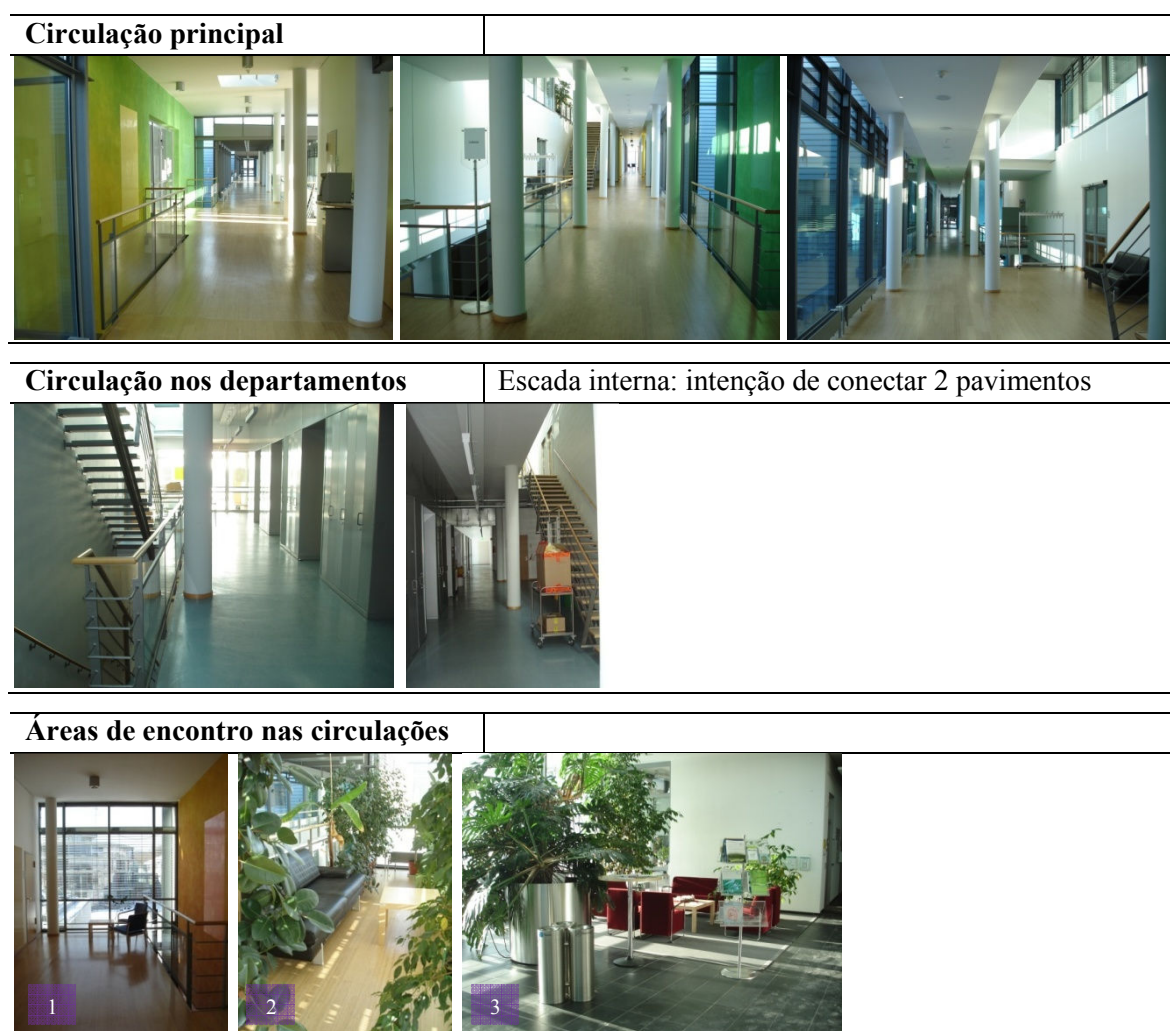 Circulação principal
Circulação nos departamentos
Escada interna: intenção de conectar 2 pavimentos
Áreas de encontro nas circulações
1
2
3